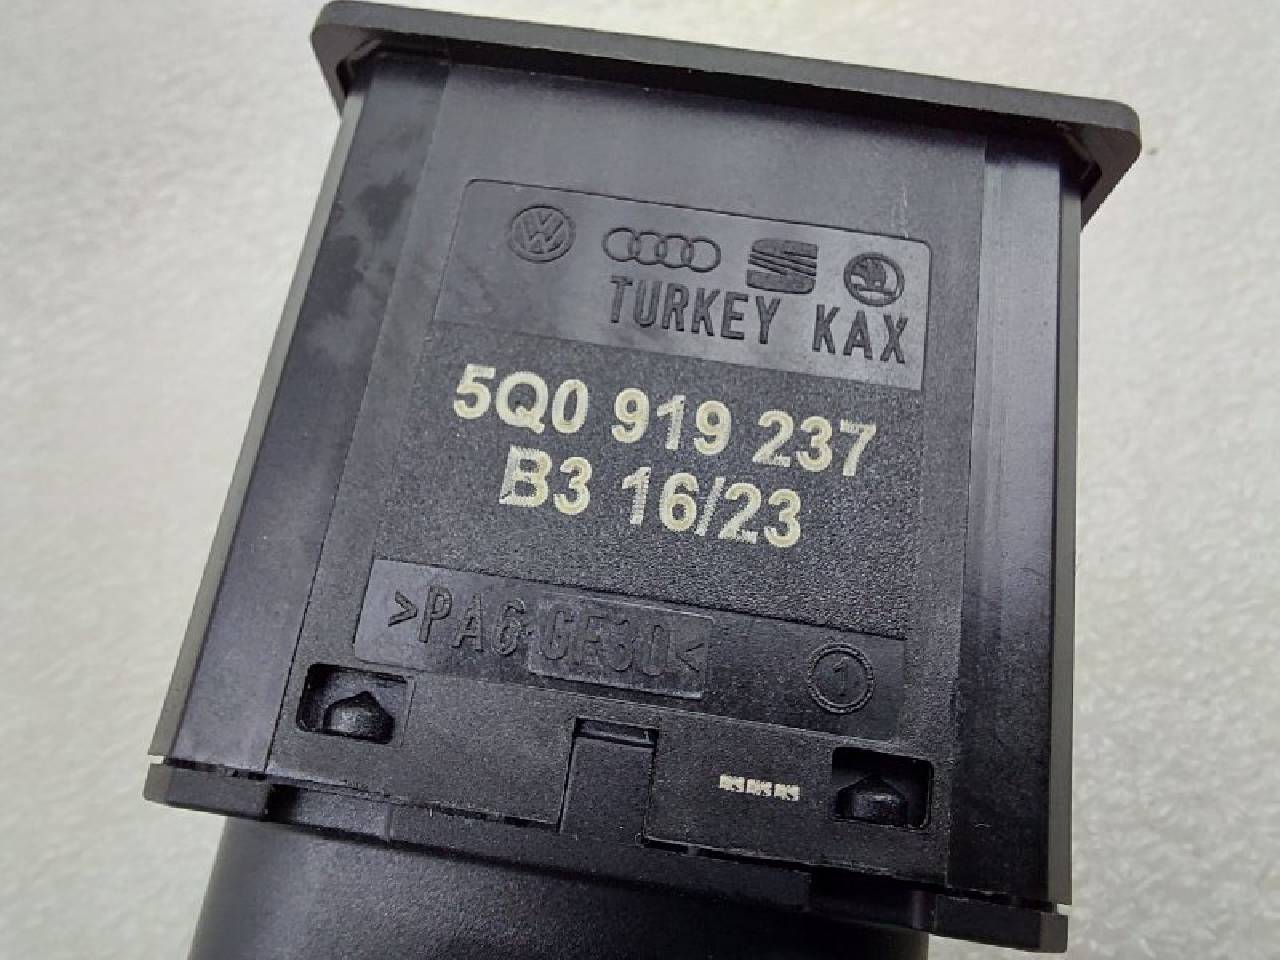 TURKEY KAX
5Q0 919 237
B3 16/23
>PA6-GF30<
1